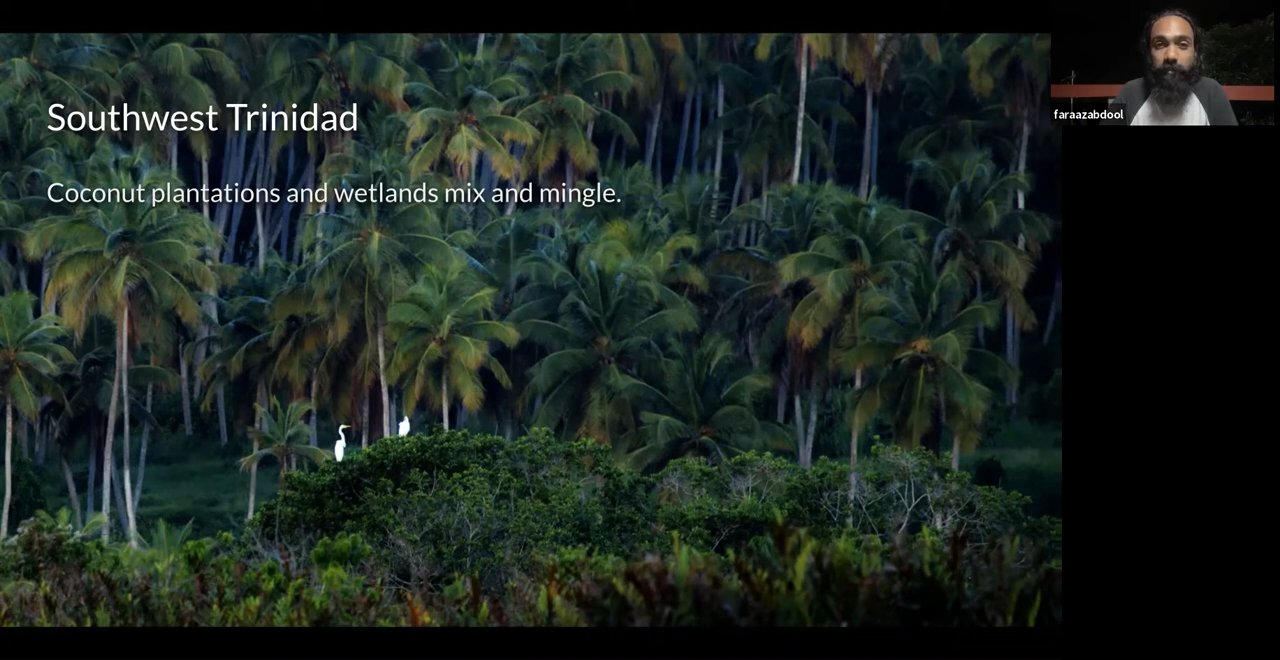 Southwest Trinidad
Coconut plantations and wetlands mix and mingle.
faraazabdool